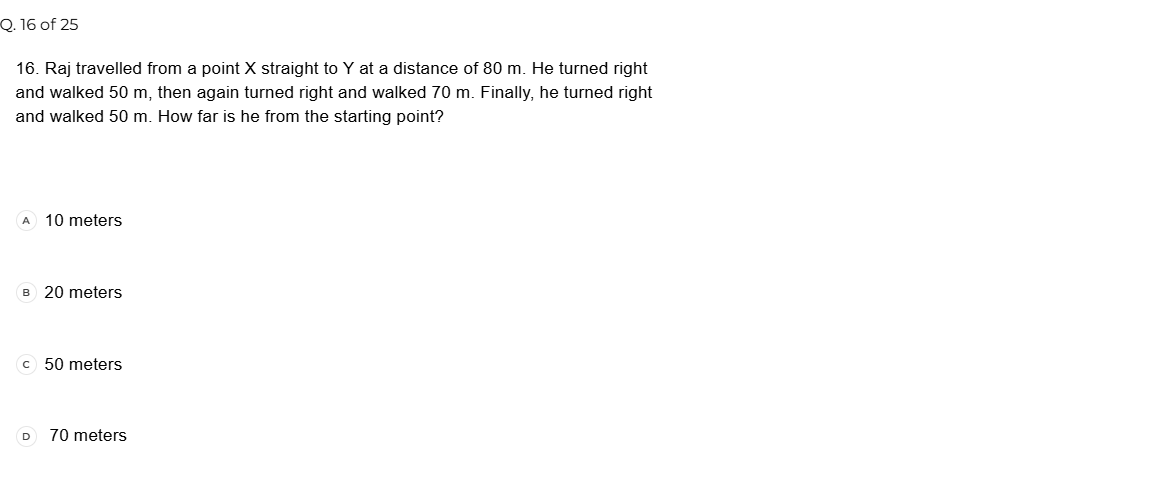 Q. 16 of 25
16. Raj travelled from a point X straight to Y at a distance of 80 m. He turned right
and walked 50 m, then again turned right and walked 70 m. Finally, he turned right
and walked 50 m. How far is he from the starting point?
A 10 meters
B 20 meters
C 50 meters
D 70 meters